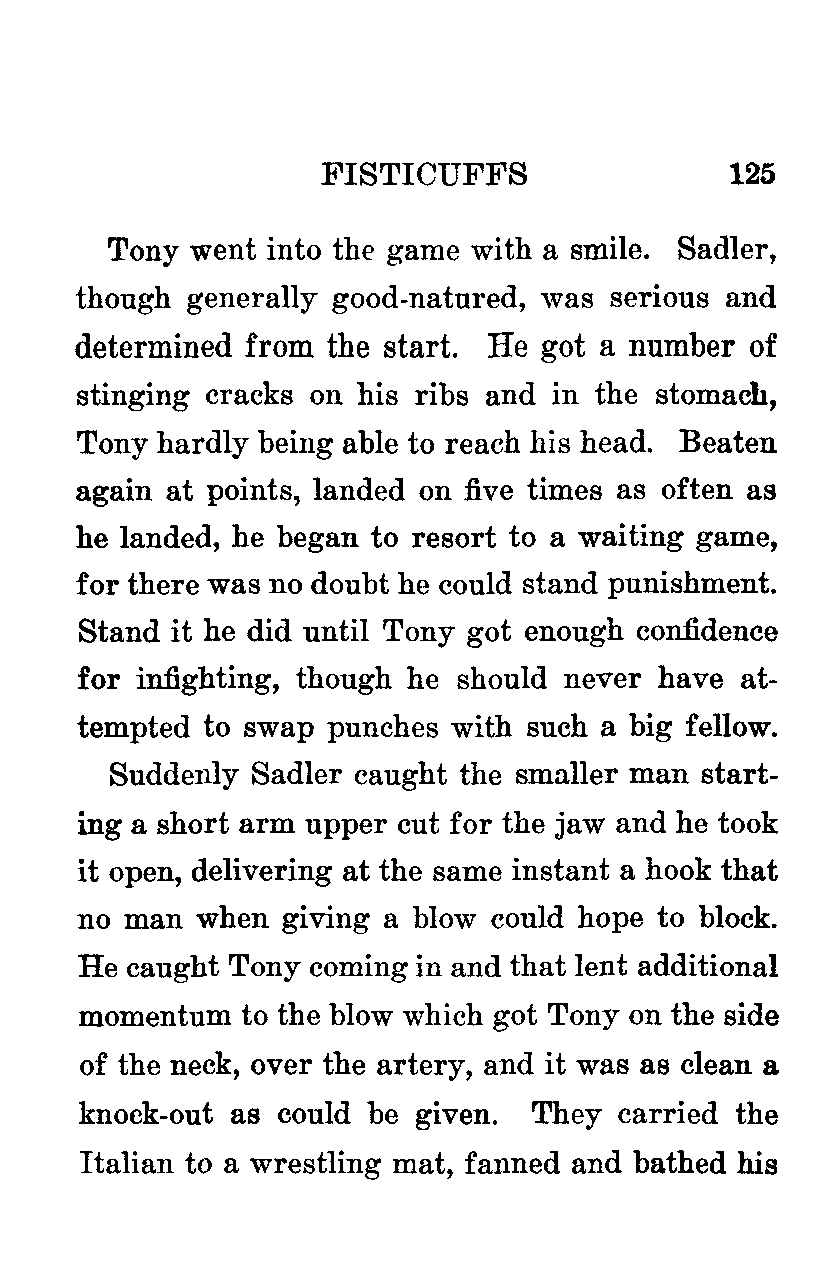 FISTICUFFS 125
Tony went into the game with a smile. Sadler,
though generally good-natured, was serious and
determined from the start. He got a number of
stinging cracks on his ribs and in the stomach,
Tony hardly being able to reach his head. Beaten
again at points, landed on five times as often as
he landed, he began to resort to a waiting game,
for there was no doubt he could stand punishment.
Stand it he did until Tony got enough confidence
for infighting, though he should never have at-
tempted to swap punches with such a big fellow.
Suddenly Sadler caught the smaller man start-
ing a short arm upper cut for the jaw and he took
it open, delivering at the same instant a hook that
no man when giving a blow could hope to block.
He caught Tony coming in and that lent additional
momentum to the blow which got Tony on the side
of the neck, over the artery, and it was as clean a
knock-out as could be given. They carried the
Italian to a wrestling mat, fanned and bathed his